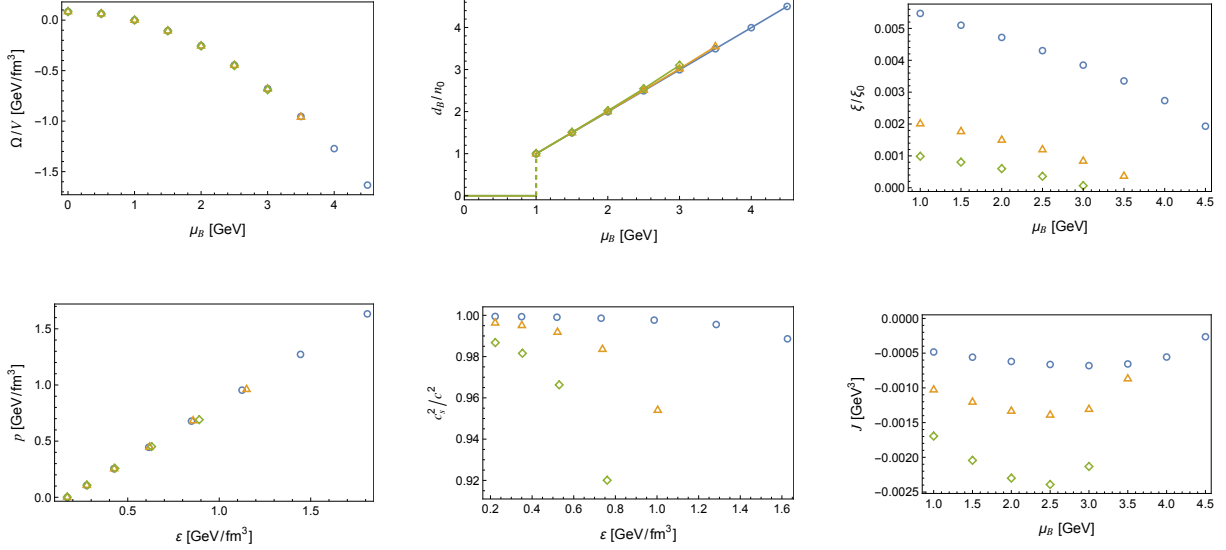 Ω/V [GeV/fm³]
0.0
−0.5
−1.0
−1.5
0 1 2 3 4
μ_B [GeV]
d_B/n₀
4
3
2
1
0
0 1 2 3 4
μ_B [GeV]
ξ/ξ₀
0.005
0.004
0.003
0.002
0.001
0.000
1.0 1.5 2.0 2.5 3.0 3.5 4.0 4.5
μ_B [GeV]
p [GeV/fm³]
1.5
1.0
0.5
0.0
0.5 1.0 1.5
ε [GeV/fm³]
c_s²/c²
1.00
0.98
0.96
0.94
0.92
0.2 0.4 0.6 0.8 1.0 1.2 1.4 1.6
ε [GeV/fm³]
J [GeV³]
0.0000
−0.0005
−0.0010
−0.0015
−0.0020
−0.0025
1.0 1.5 2.0 2.5 3.0 3.5 4.0 4.5
μ_B [GeV]